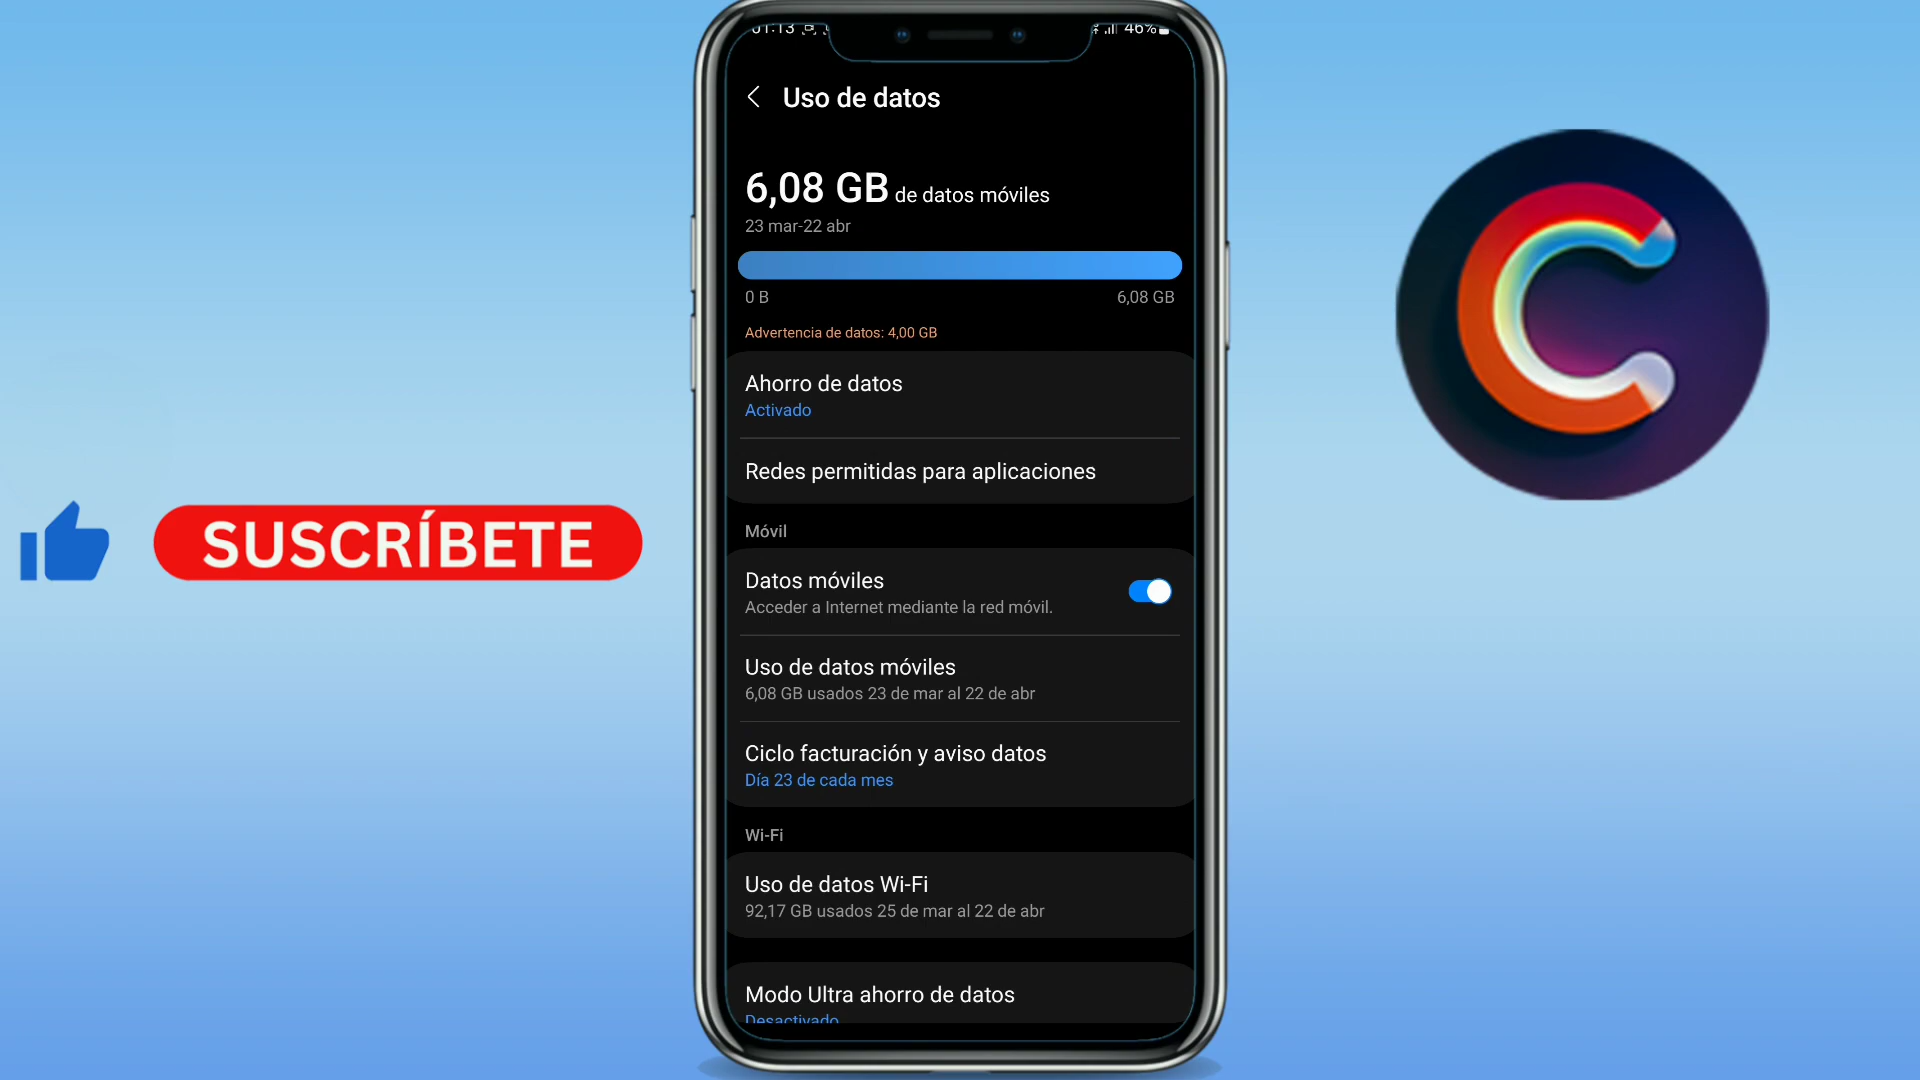 01:13
46%
Uso de datos
6,08 GB de datos móviles
23 mar-22 abr
0 B
6,08 GB
Advertencia de datos: 4,00 GB
Ahorro de datos
Activado
Redes permitidas para aplicaciones
Móvil
Datos móviles
Acceder a Internet mediante la red móvil.
Uso de datos móviles
6,08 GB usados 23 de mar al 22 de abr
Ciclo facturación y aviso datos
Día 23 de cada mes
Wi-Fi
Uso de datos Wi-Fi
92,17 GB usados 25 de mar al 22 de abr
Modo Ultra ahorro de datos
Desactivado
SUSCRÍBETE
C